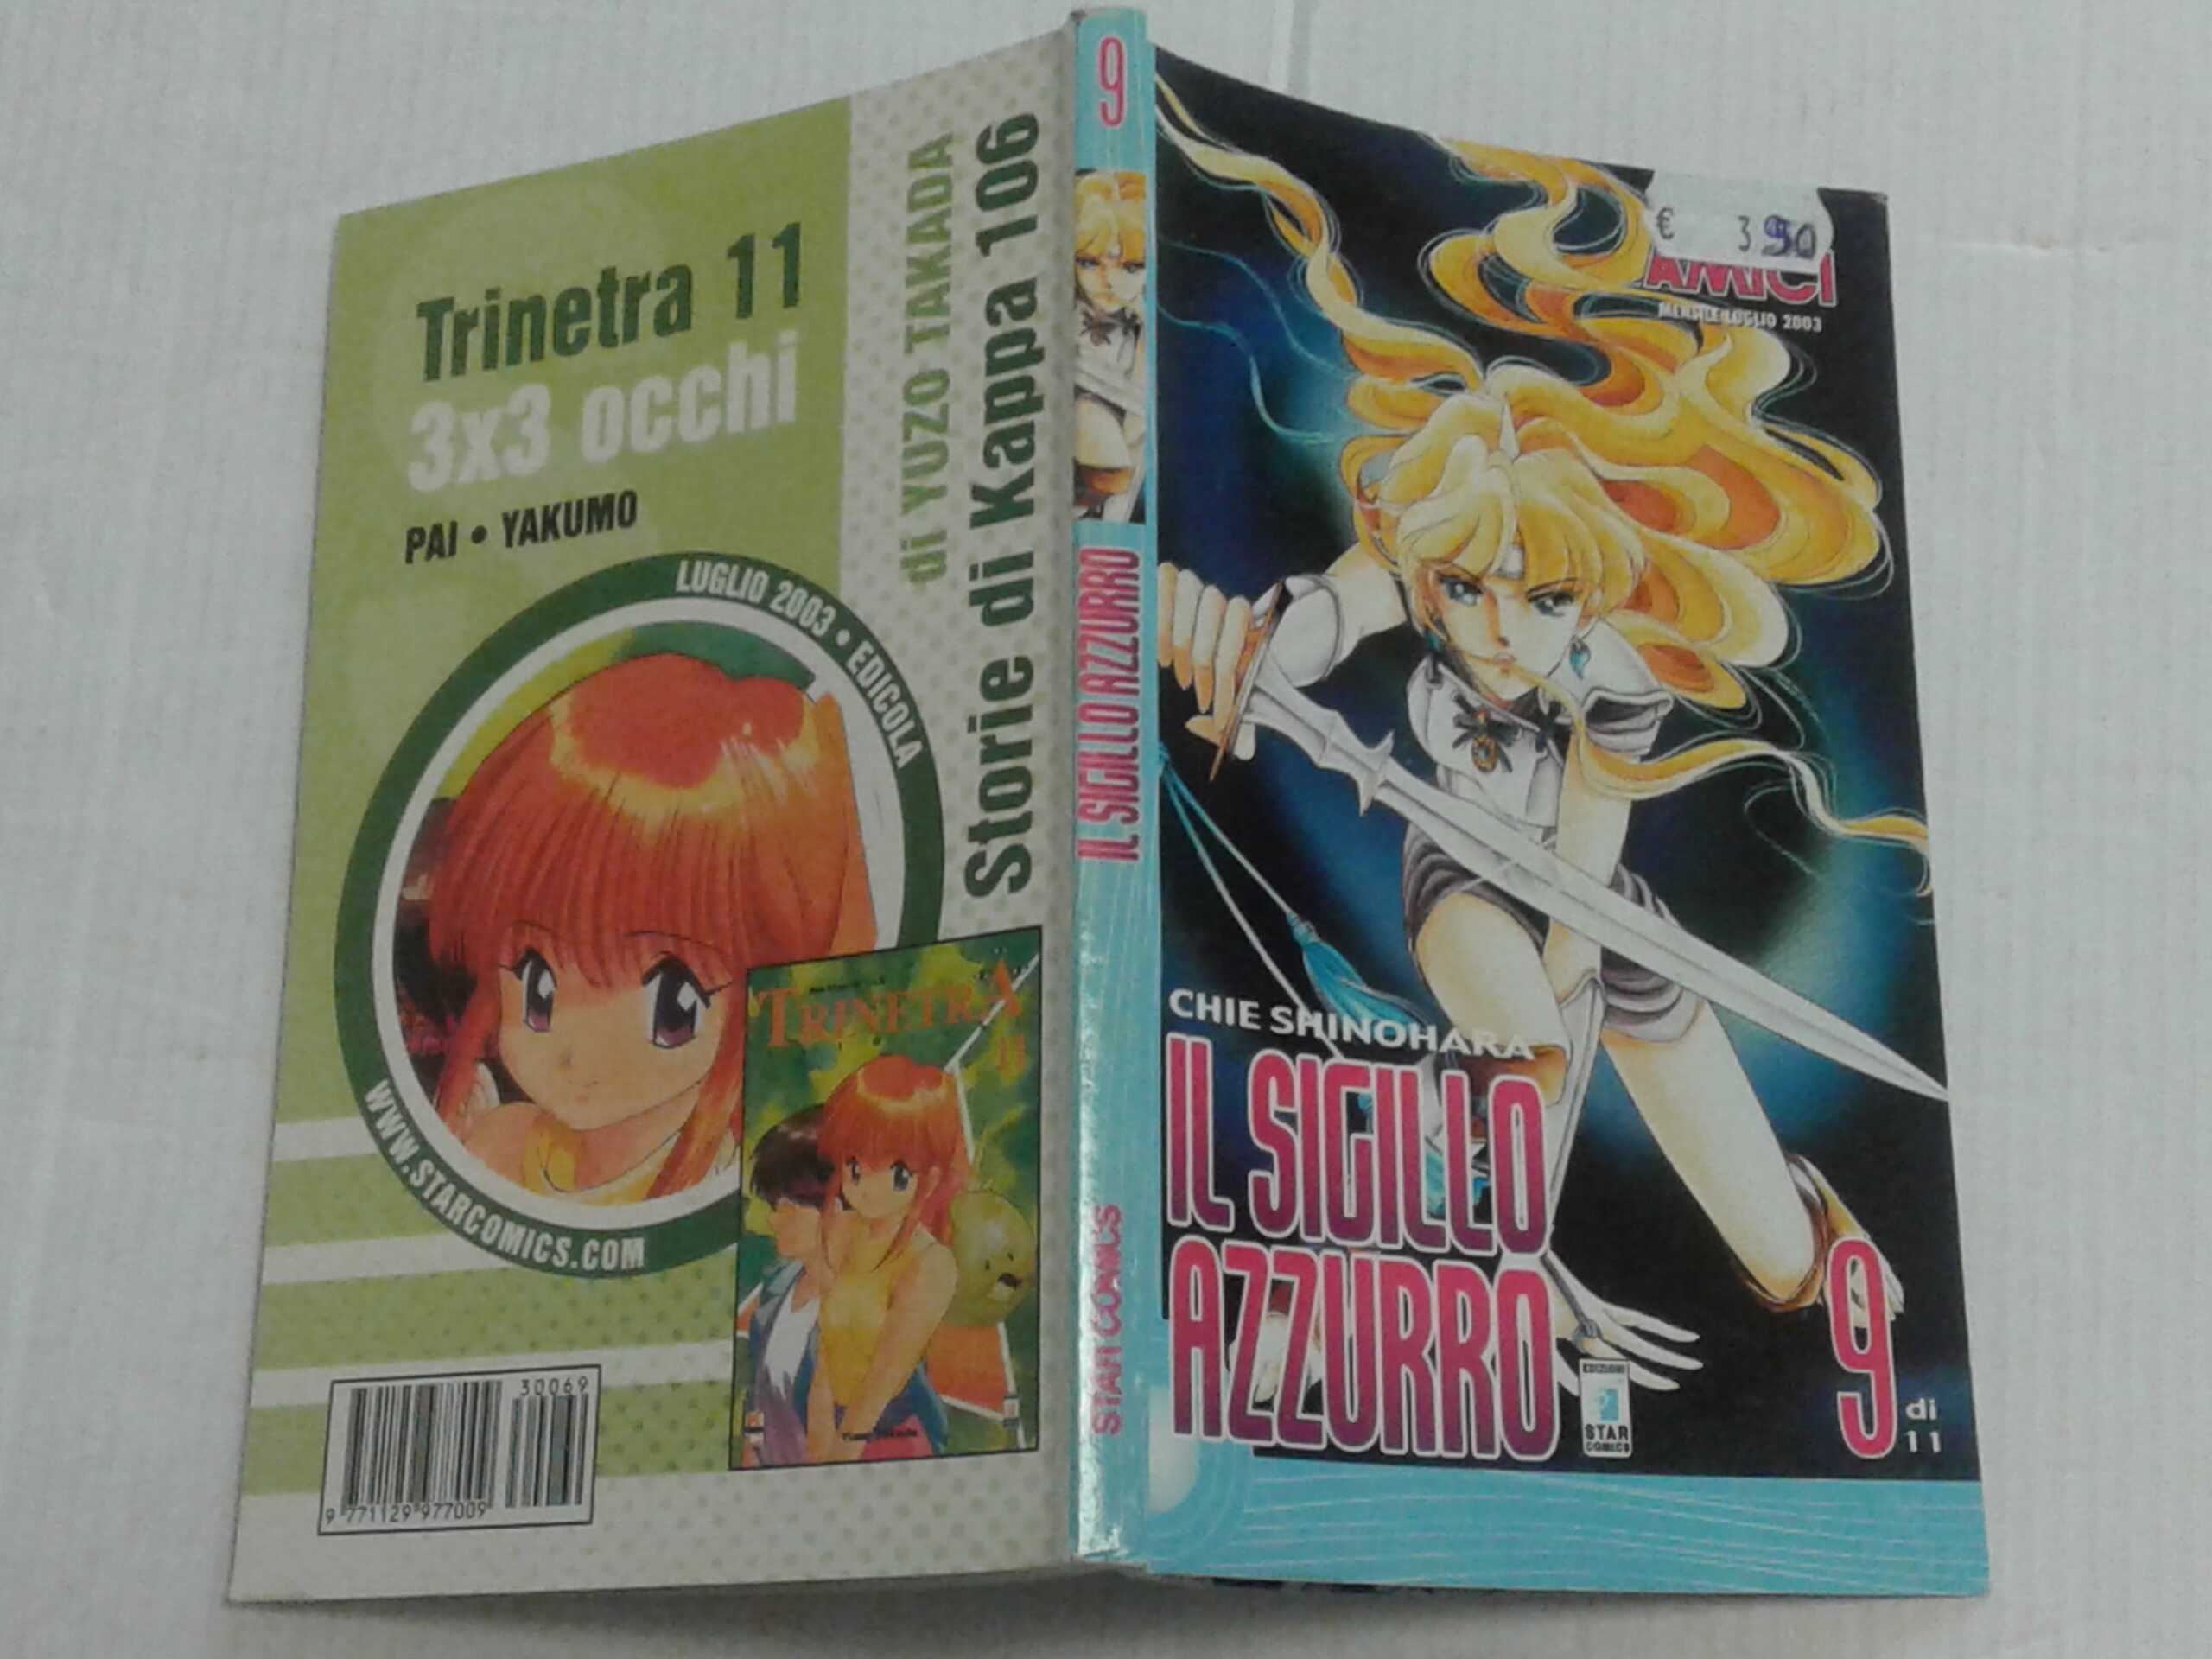 Trinetra 11
3x3 occhi
PAI • YAKUMO
LUGLIO 2003 • EDICOLA
WWW.STARCOMICS.COM
di YUZO TAKADA
Storie di Kappa 106
TRINETRA
30069
9 771129 977009
9
IL SIGILLO AZZURRO
STAR COMICS
€ 3 90
AMICI
MENSILE LUGLIO 2003
CHIE SHINOHARA
IL SIGILLO
AZZURRO
EDIZIONI
STAR
COMICS
9
di
11